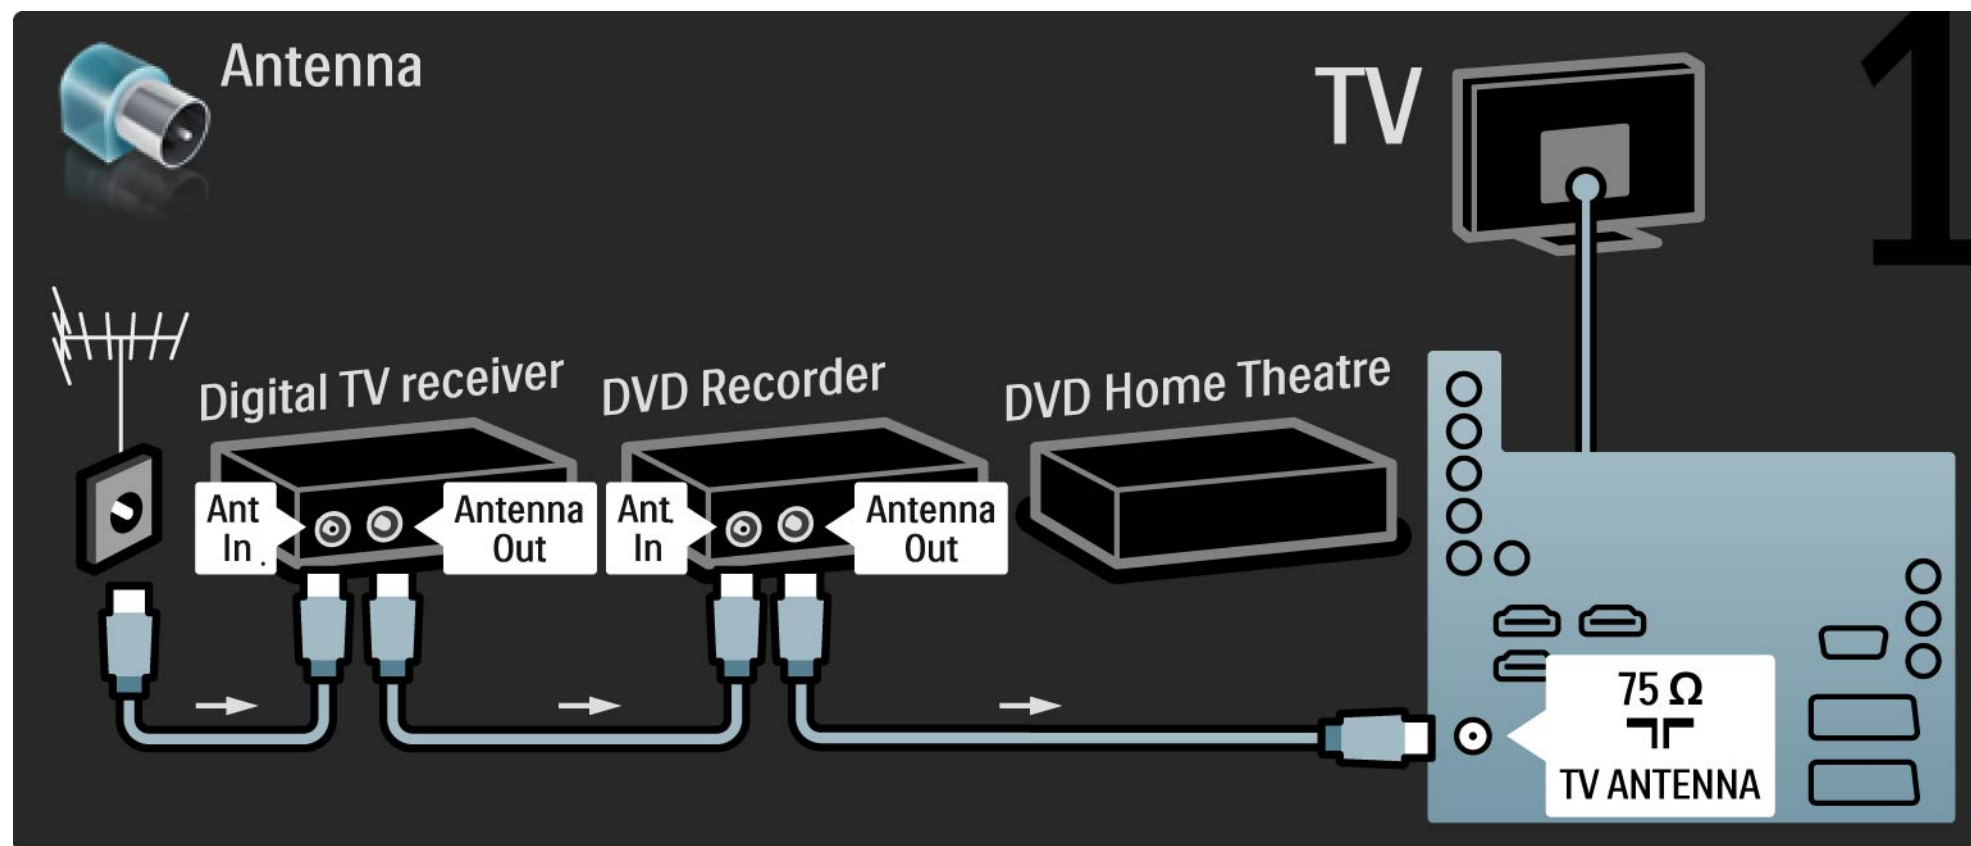 Antenna
TV
1
Digital TV receiver
DVD Recorder
DVD Home Theatre
Ant
In .
Antenna
Out
Ant.
In
Antenna
Out
75 Ω
TV ANTENNA